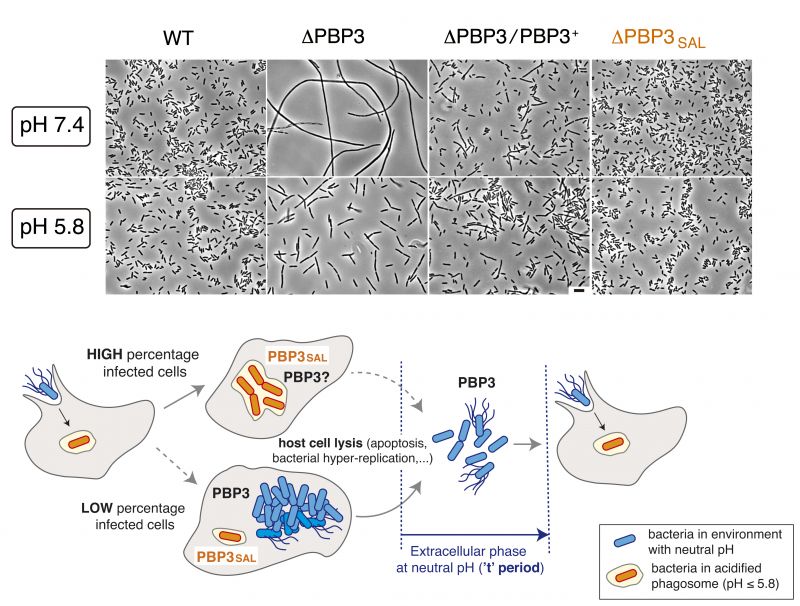 WT ΔPBP3 ΔPBP3/PBP3⁺ ΔPBP3SAL
pH 7.4
pH 5.8
HIGH percentage
infected cells
PBP3SAL
PBP3?
PBP3
host cell lysis (apoptosis,
bacterial hyper-replication,...)
LOW percentage
infected cells
PBP3
PBP3SAL
Extracellular phase
at neutral pH ('t' period)
bacteria in environment
with neutral pH
bacteria in acidified
phagosome (pH ≤ 5.8)